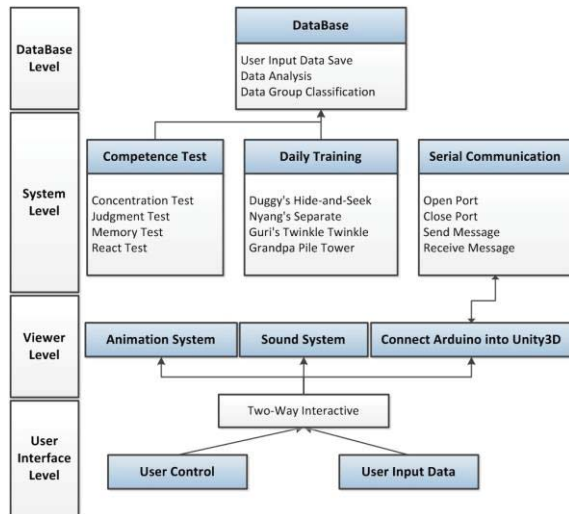 DataBase
Level
DataBase
User Input Data Save
Data Analysis
Data Group Classification
System
Level
Competence Test
Concentration Test
Judgment Test
Memory Test
React Test
Daily Training
Duggy's Hide-and-Seek
Nyang's Separate
Guri's Twinkle Twinkle
Grandpa Pile Tower
Serial Communication
Open Port
Close Port
Send Message
Receive Message
Viewer
Level
Animation System
Sound System
Connect Arduino into Unity3D
User
Interface
Level
Two-Way Interactive
User Control
User Input Data